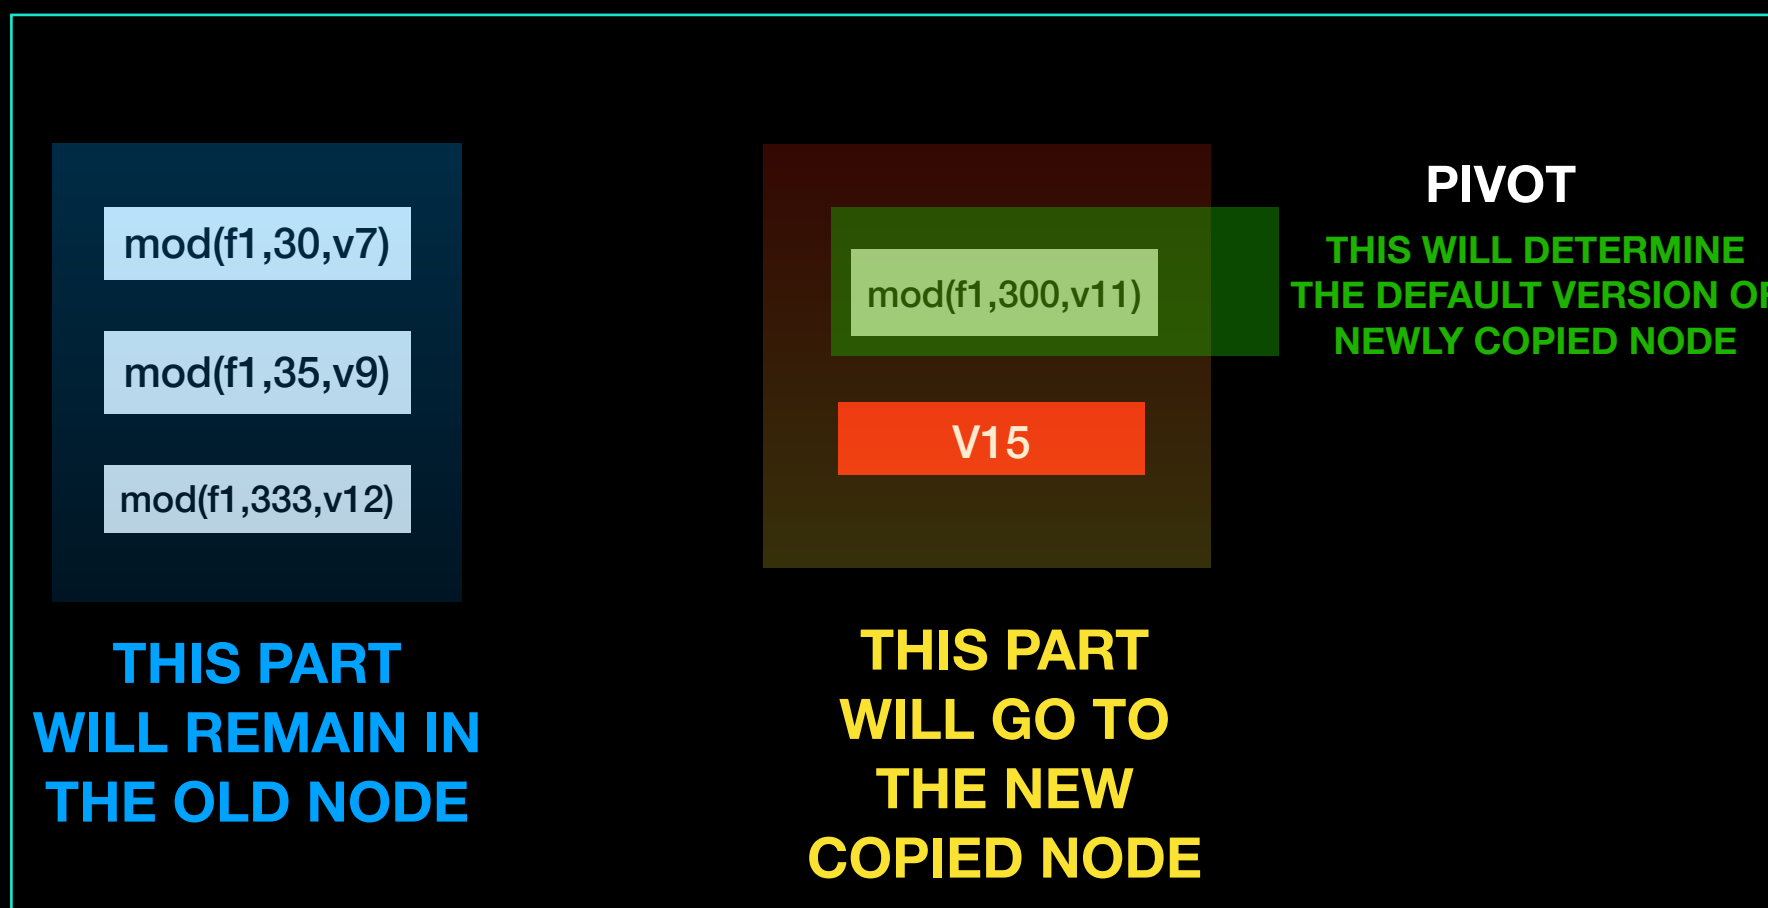 mod(f1,30,v7)
mod(f1,35,v9)
mod(f1,333,v12)
THIS PART
WILL REMAIN IN
THE OLD NODE
mod(f1,300,v11)
V15
THIS PART
WILL GO TO
THE NEW
COPIED NODE
PIVOT
THIS WILL DETERMINE
THE DEFAULT VERSION OF
NEWLY COPIED NODE